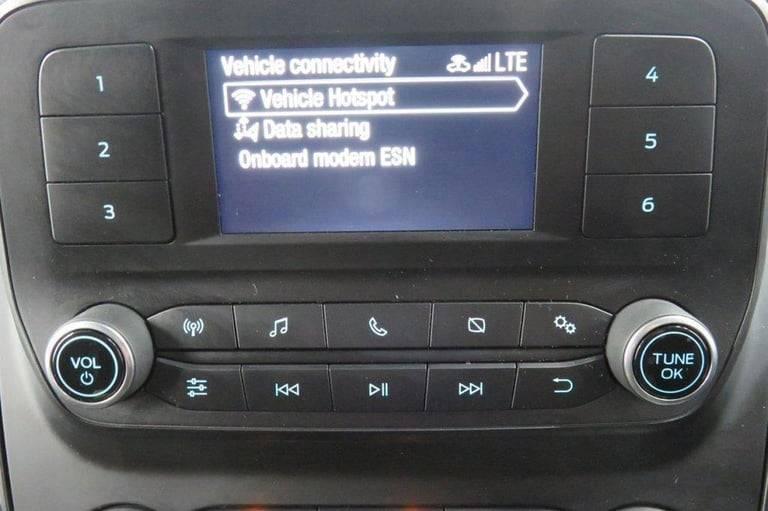 Vehicle connectivity LTE
Vehicle Hotspot
Data sharing
Onboard modem ESN
1
2
3
4
5
6
VOL
TUNE
OK